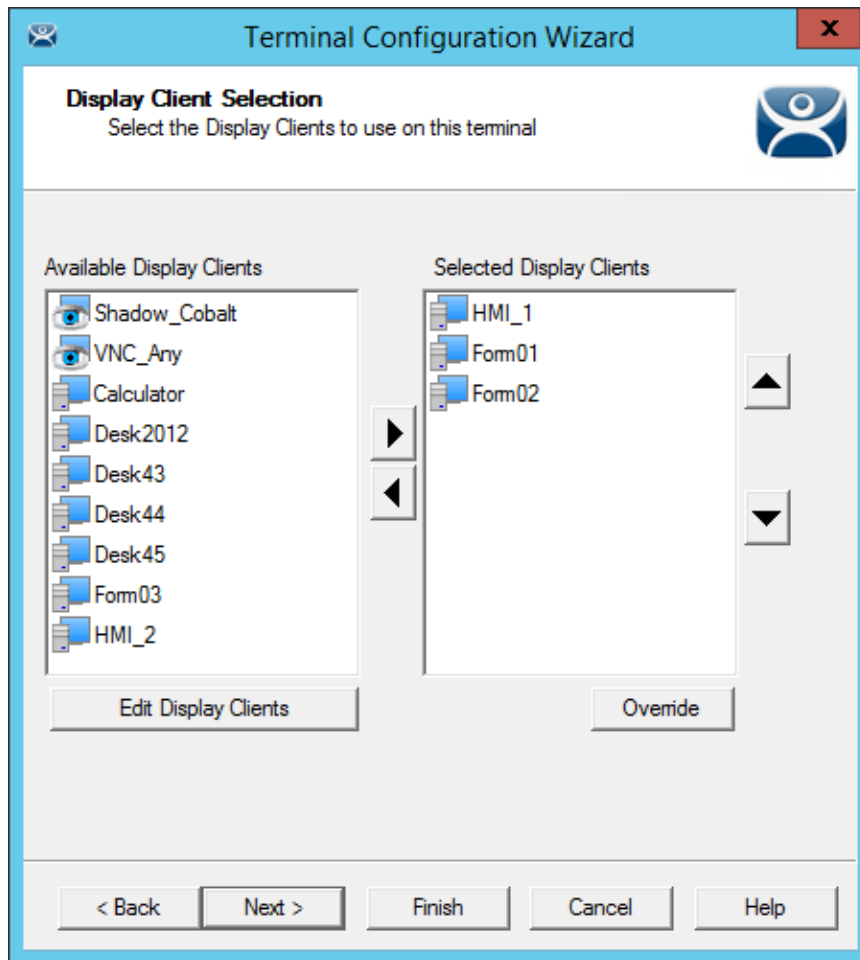 Terminal Configuration Wizard
x
Display Client Selection
Select the Display Clients to use on this terminal
Available Display Clients
Selected Display Clients
Shadow_Cobalt
VNC_Any
Calculator
Desk2012
Desk43
Desk44
Desk45
Form03
HMI_2
HMI_1
Form01
Form02
Edit Display Clients
Override
< Back
Next >
Finish
Cancel
Help